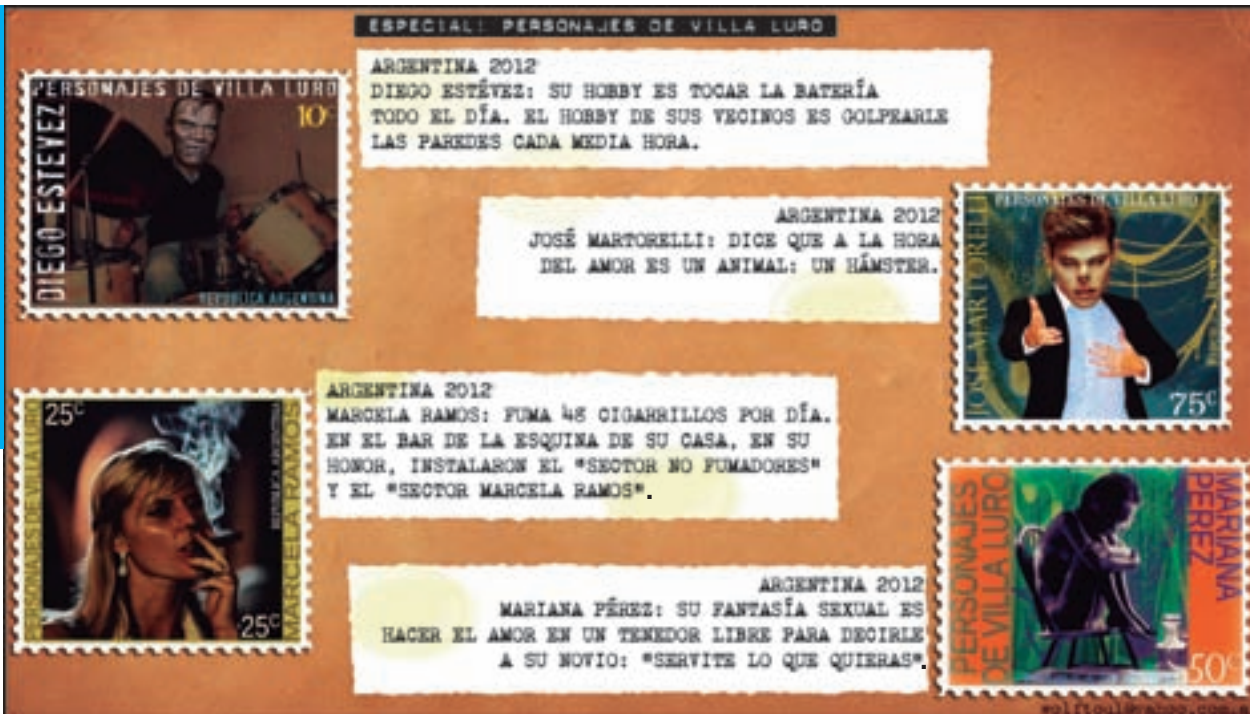 ESPECIAL: PERSONAJES DE VILLA LURO
PERSONAJES DE VILLA LURO
10c
DIEGO ESTEVEZ
REPUBLICA ARGENTINA
ARGENTINA 2012
DIEGO ESTÉVEZ: SU HOBBY ES TOCAR LA BATERÍA
TODO EL DÍA. EL HOBBY DE SUS VECINOS ES GOLPEARLE
LAS PAREDES CADA MEDIA HORA.
ARGENTINA 2012
JOSÉ MARTORELLI: DICE QUE A LA HORA
DEL AMOR ES UN ANIMAL: UN HÁMSTER.
PERSONAJES DE VILLA LURO
JOSE MARTORELLI
75c
25c
PERSONAJES DE VILLA LURO
REPUBLICA ARGENTINA
MARCELA RAMOS
25c
ARGENTINA 2012
MARCELA RAMOS: FUMA 48 CIGARRILLOS POR DÍA.
EN EL BAR DE LA ESQUINA DE SU CASA, EN SU
HONOR, INSTALARON EL "SECTOR NO FUMADORES"
Y EL "SECTOR MARCELA RAMOS".
ARGENTINA 2012
MARIANA PÉREZ: SU FANTASÍA SEXUAL ES
HACER EL AMOR EN UN TENEDOR LIBRE PARA DECIRLE
A SU NOVIO: "SERVITE LO QUE QUIERAS".
PERSONAJES
DE VILLA LURO
MARIANA
PEREZ
50c